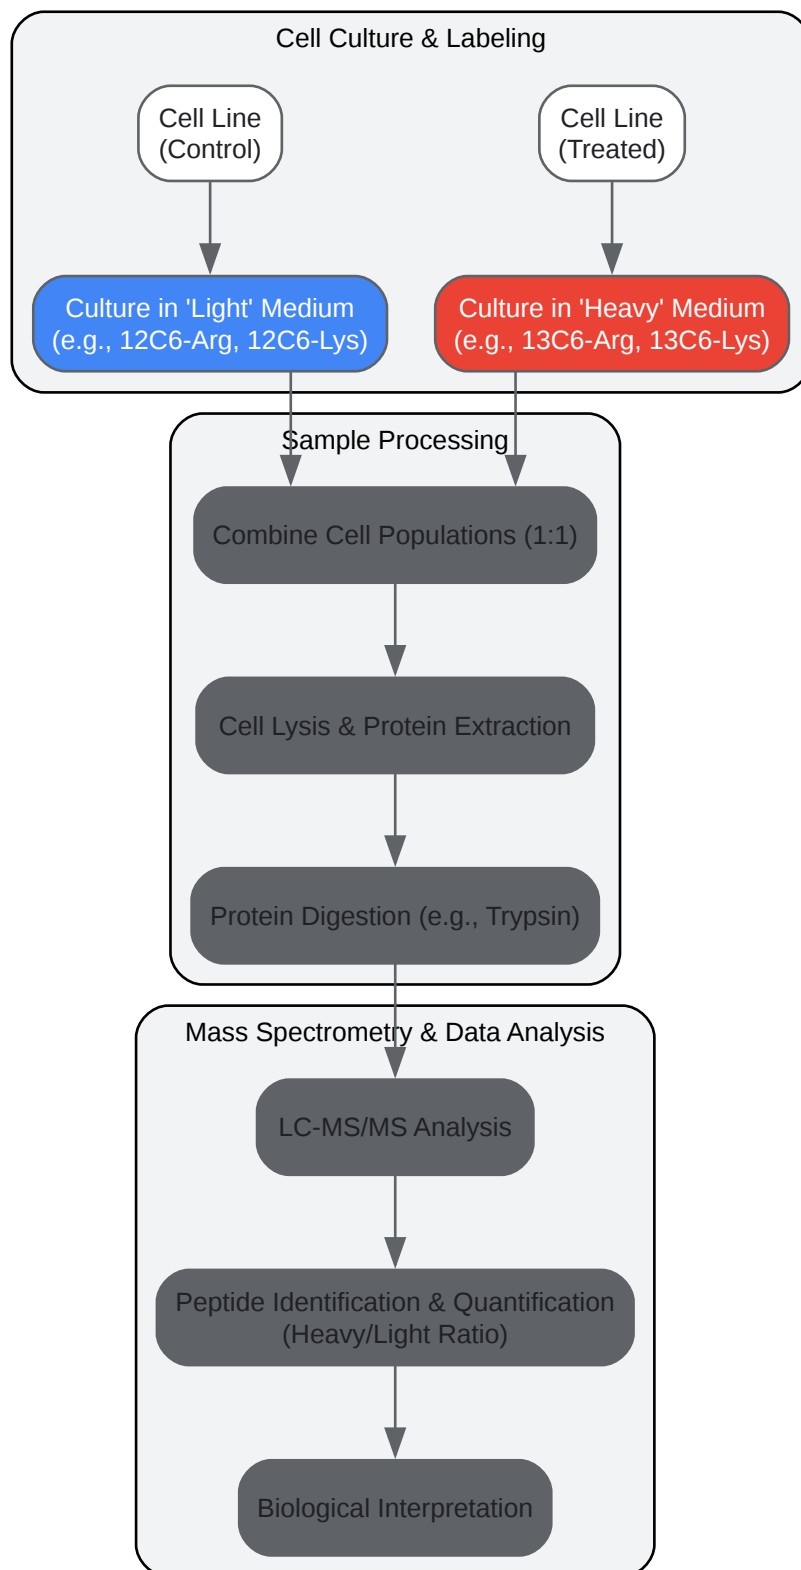 Cell Culture & Labeling
Cell Line
(Control)
Cell Line
(Treated)
Culture in 'Light' Medium
(e.g., 12C6-Arg, 12C6-Lys)
Culture in 'Heavy' Medium
(e.g., 13C6-Arg, 13C6-Lys)
Sample Processing
Combine Cell Populations (1:1)
Cell Lysis & Protein Extraction
Protein Digestion (e.g., Trypsin)
Mass Spectrometry & Data Analysis
LC-MS/MS Analysis
Peptide Identification & Quantification
(Heavy/Light Ratio)
Biological Interpretation